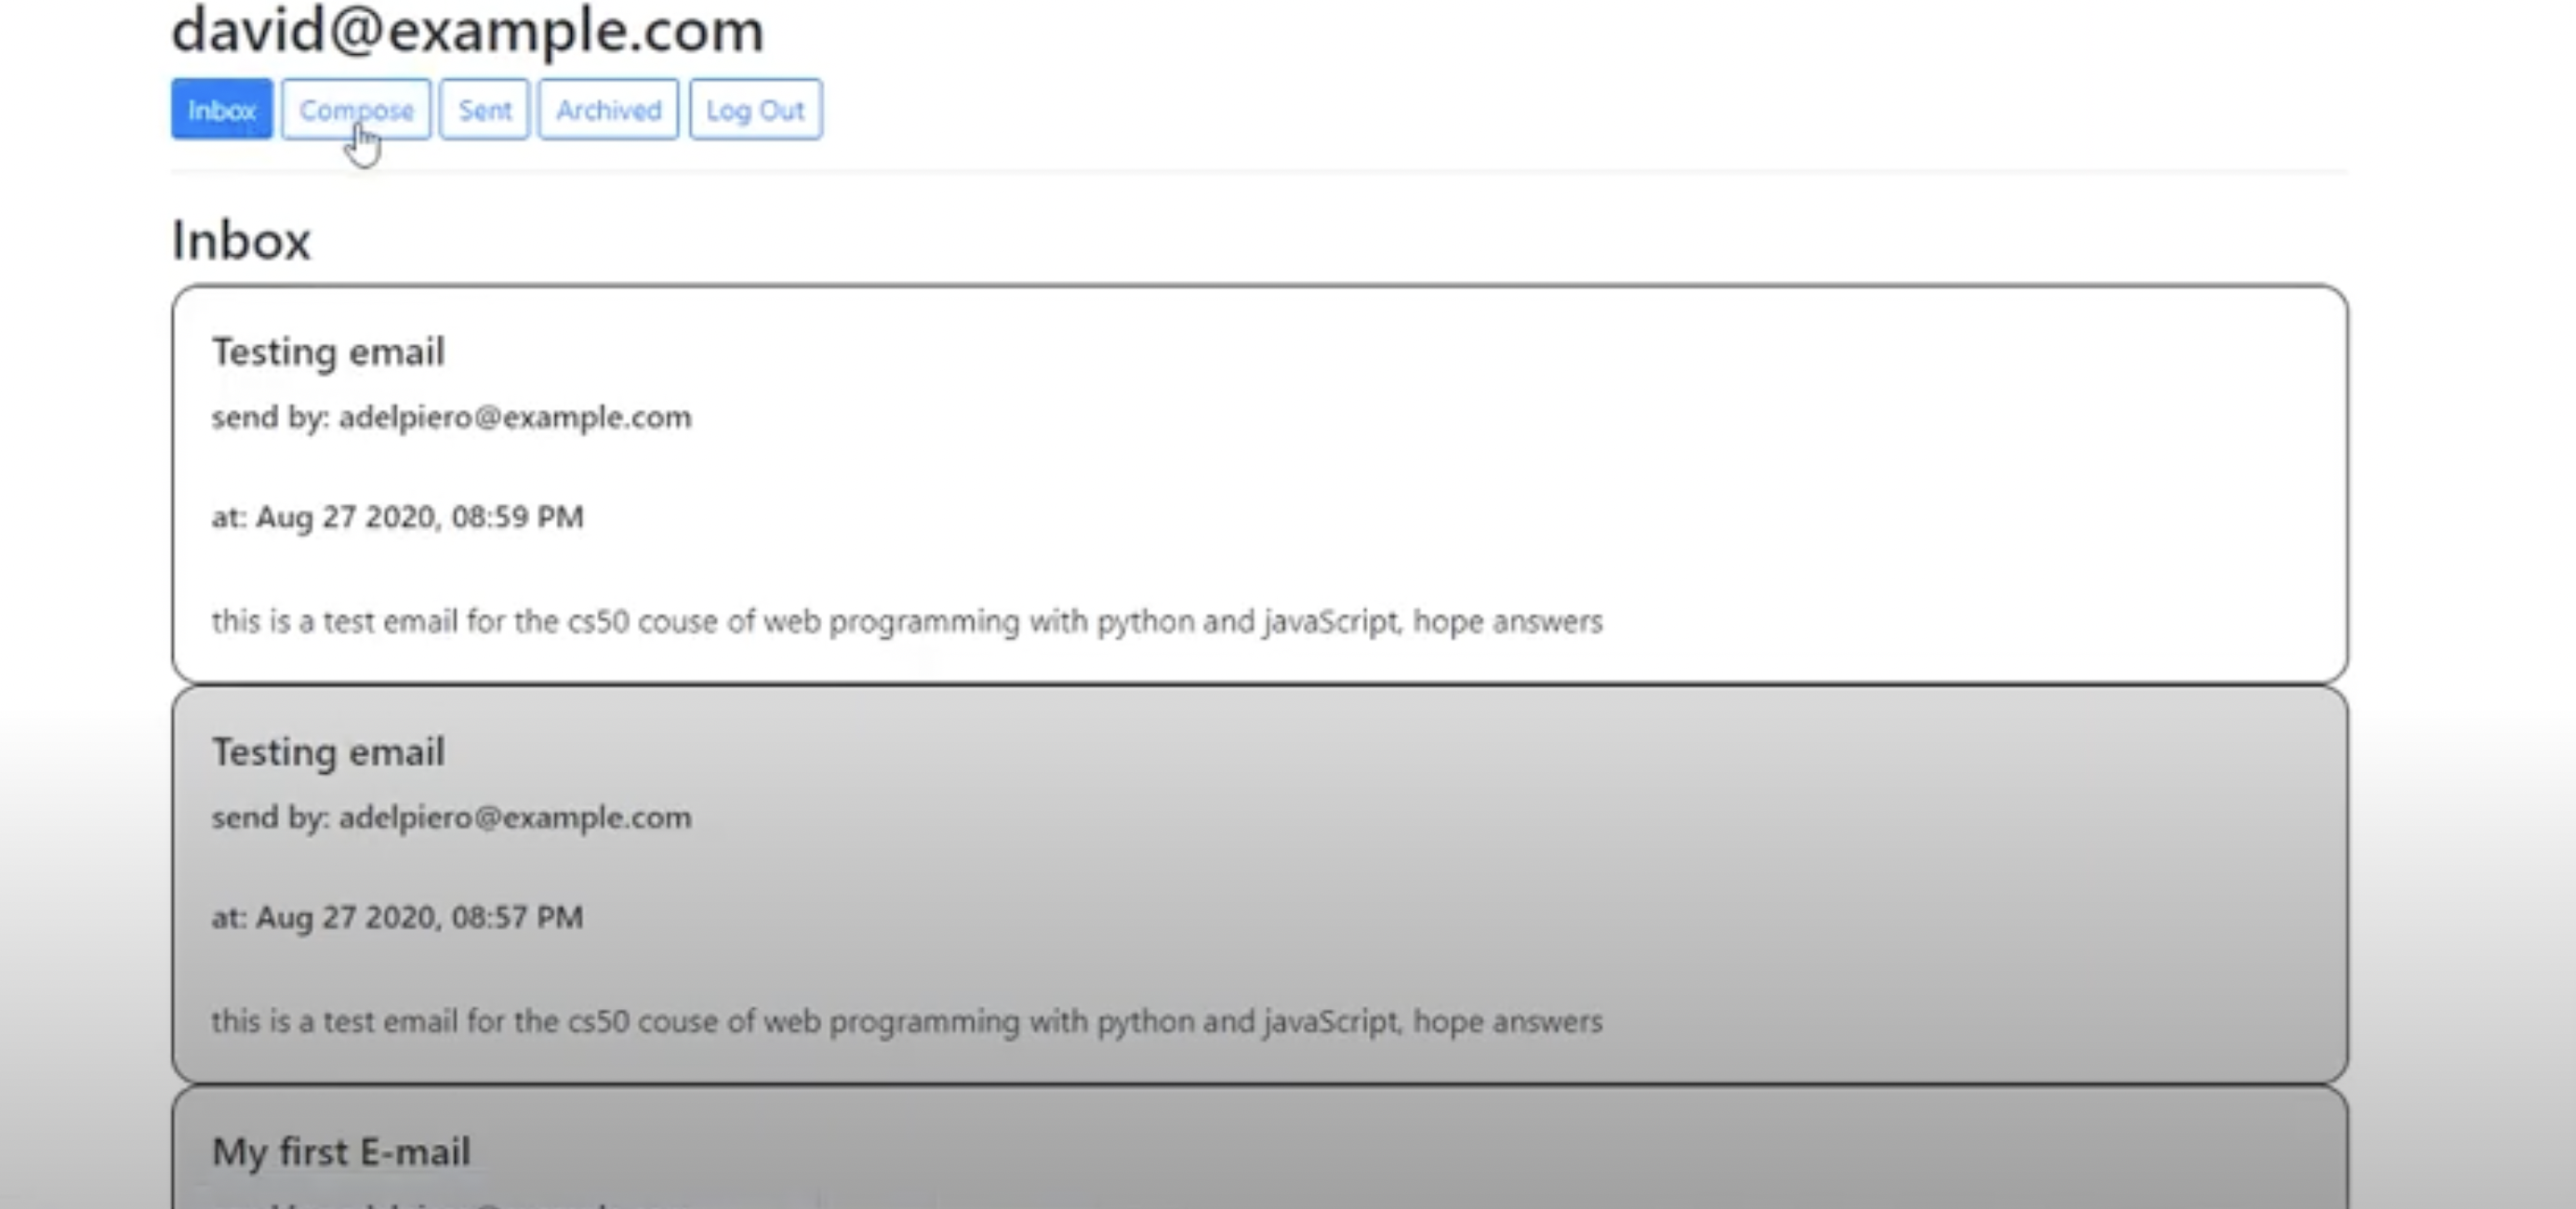 david@example.com
Inbox Compose Sent Archived Log Out
Inbox
Testing email
send by: adelpiero@example.com
at: Aug 27 2020, 08:59 PM
this is a test email for the cs50 couse of web programming with python and javaScript, hope answers
Testing email
send by: adelpiero@example.com
at: Aug 27 2020, 08:57 PM
this is a test email for the cs50 couse of web programming with python and javaScript, hope answers
My first E-mail